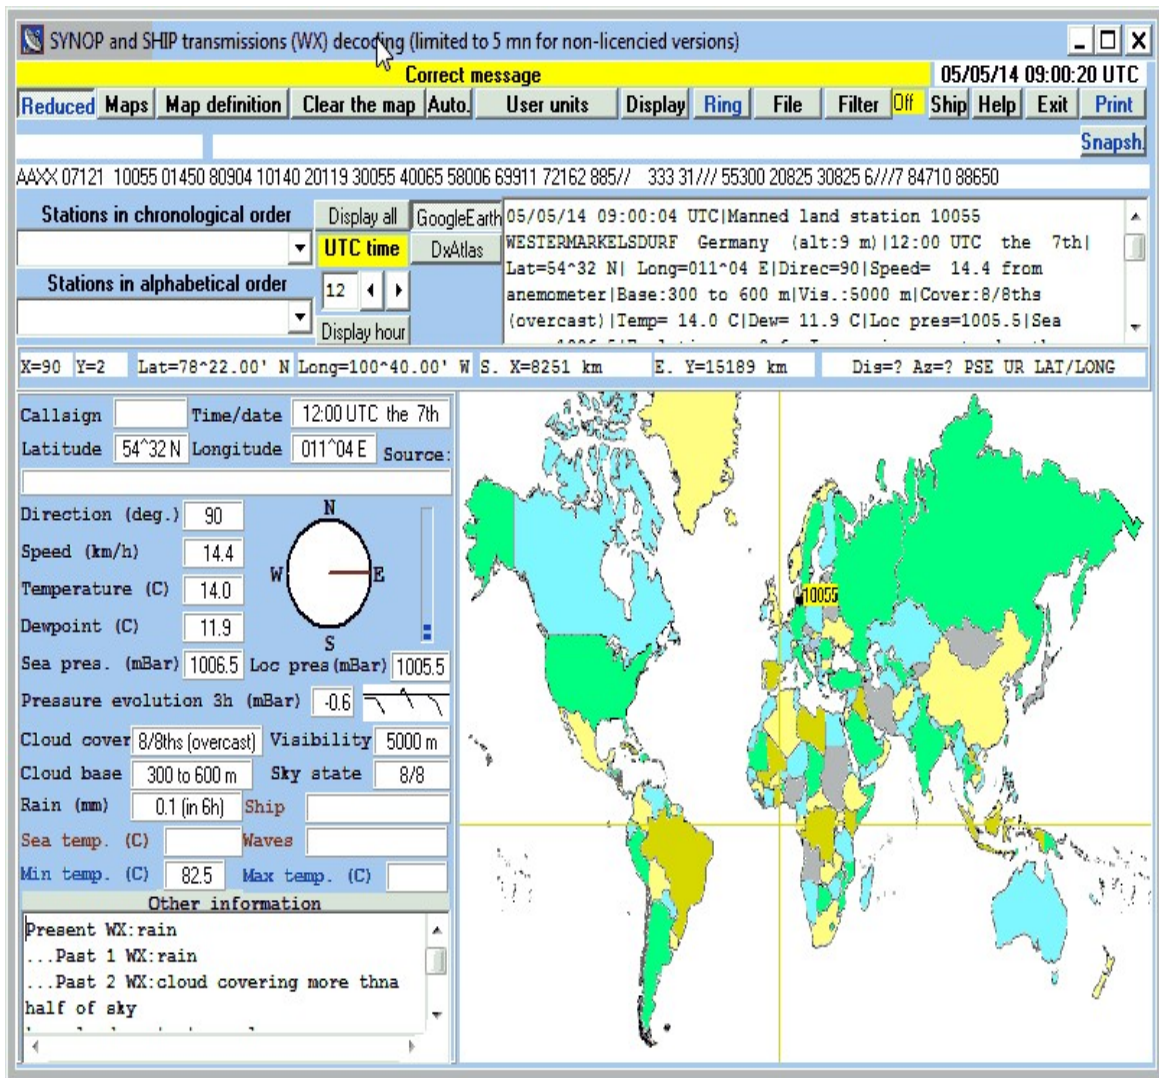 SYNOP and SHIP transmissions (WX) decoding (limited to 5 mn for non-licencied versions)
Correct message 05/05/14 09:00:20 UTC
Reduced Maps Map definition Clear the map Auto. User units Display Ring File Filter Off Ship Help Exit Print
Snapsh.
AAXX 07121 10055 01450 80904 10140 20119 30055 40065 58006 69911 72162 885// 333 31/// 55300 20825 30825 6///7 84710 88650
Stations in chronological order Display all GoogleEarth
UTC time DxAtlas
Stations in alphabetical order
12
Display hour
05/05/14 09:00:04 UTC|Manned land station 10055
WESTERMARKELSDURF Germany (alt:9 m)|12:00 UTC the 7th|
Lat=54^32 N| Long=011^04 E|Direc=90|Speed= 14.4 from
anemometer|Base:300 to 600 m|Vis.:5000 m|Cover:8/8ths
(overcast)|Temp= 14.0 C|Dew= 11.9 C|Loc pres=1005.5|Sea
X=90 Y=2 Lat=78^22.00' N Long=100^40.00' W S. X=8251 km E. Y=15189 km Dis=? Az=? PSE UR LAT/LONG
Callsign Time/date 12:00 UTC the 7th
Latitude 54^32 N Longitude 011^04 E Source:
Direction (deg.) 90
Speed (km/h) 14.4
Temperature (C) 14.0
Dewpoint (C) 11.9
N
W E
S
Sea pres. (mBar) 1006.5 Loc pres(mBar) 1005.5
Pressure evolution 3h (mBar) -0.6
Cloud cover 8/8ths (overcast) Visibility 5000 m
Cloud base 300 to 600 m Sky state 8/8
Rain (mm) 0.1 (in 6h) Ship
Sea temp. (C) Waves
Min temp. (C) 82.5 Max temp. (C)
Other information
Present WX:rain
...Past 1 WX:rain
...Past 2 WX:cloud covering more thna
half of sky
10055